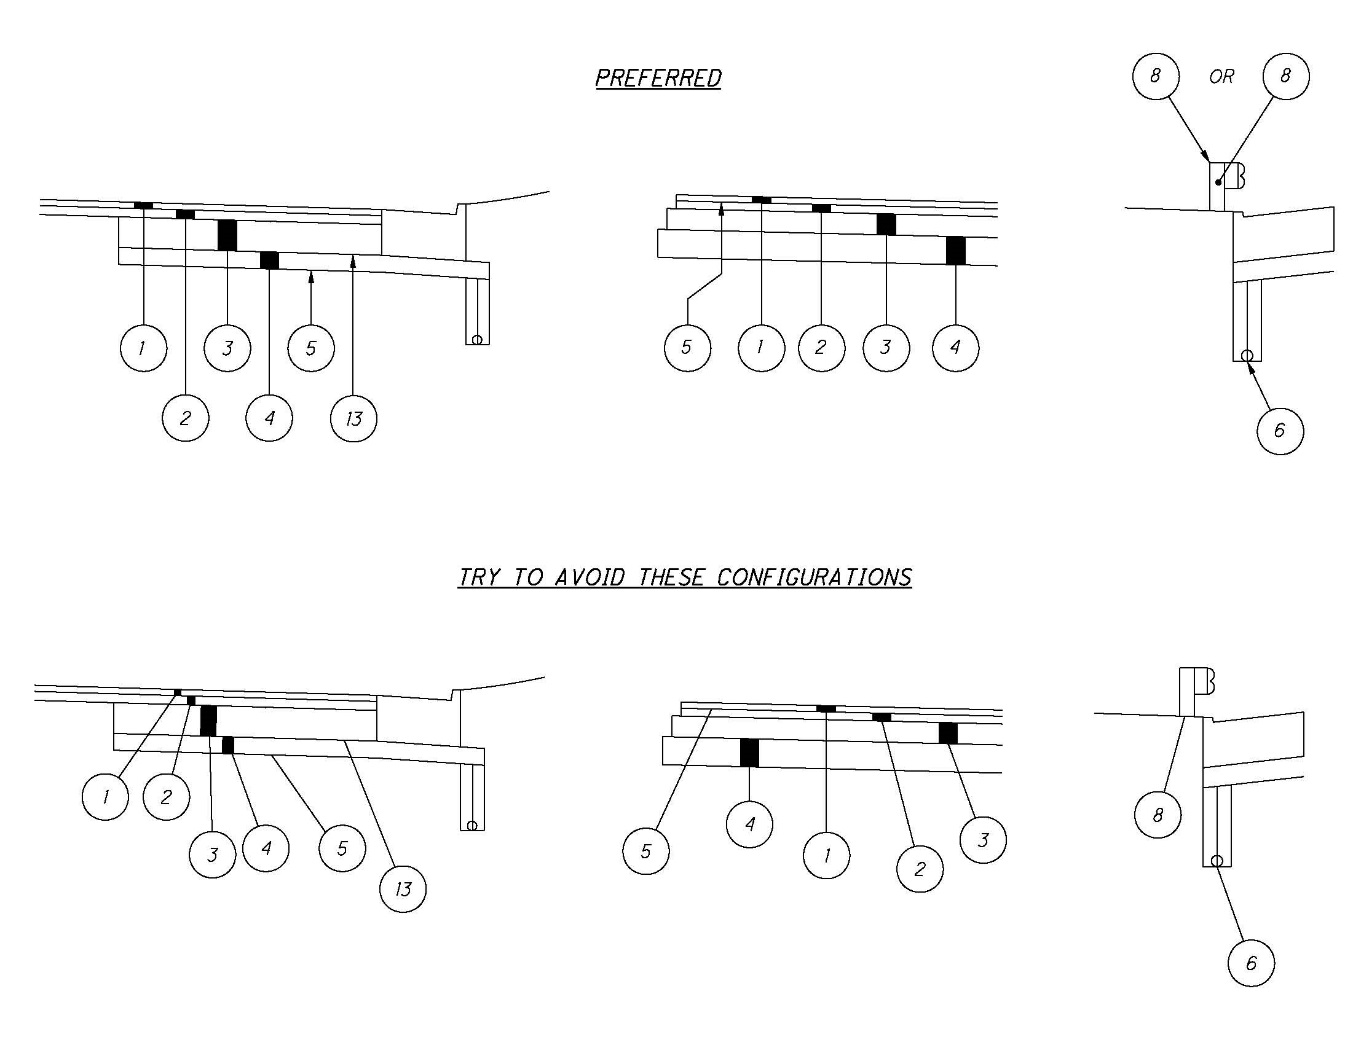 PREFERRED
8 OR 8
1 3 5
2 4 13
5 1 2 3 4
6
TRY TO AVOID THESE CONFIGURATIONS
1 2
3 4 5
13
5 4 1 2 3
8
6